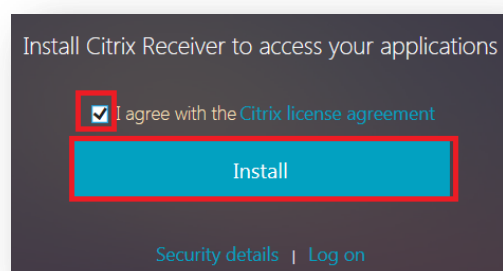 Install Citrix Receiver to access your applications
I agree with the Citrix license agreement
Install
Security details | Log on